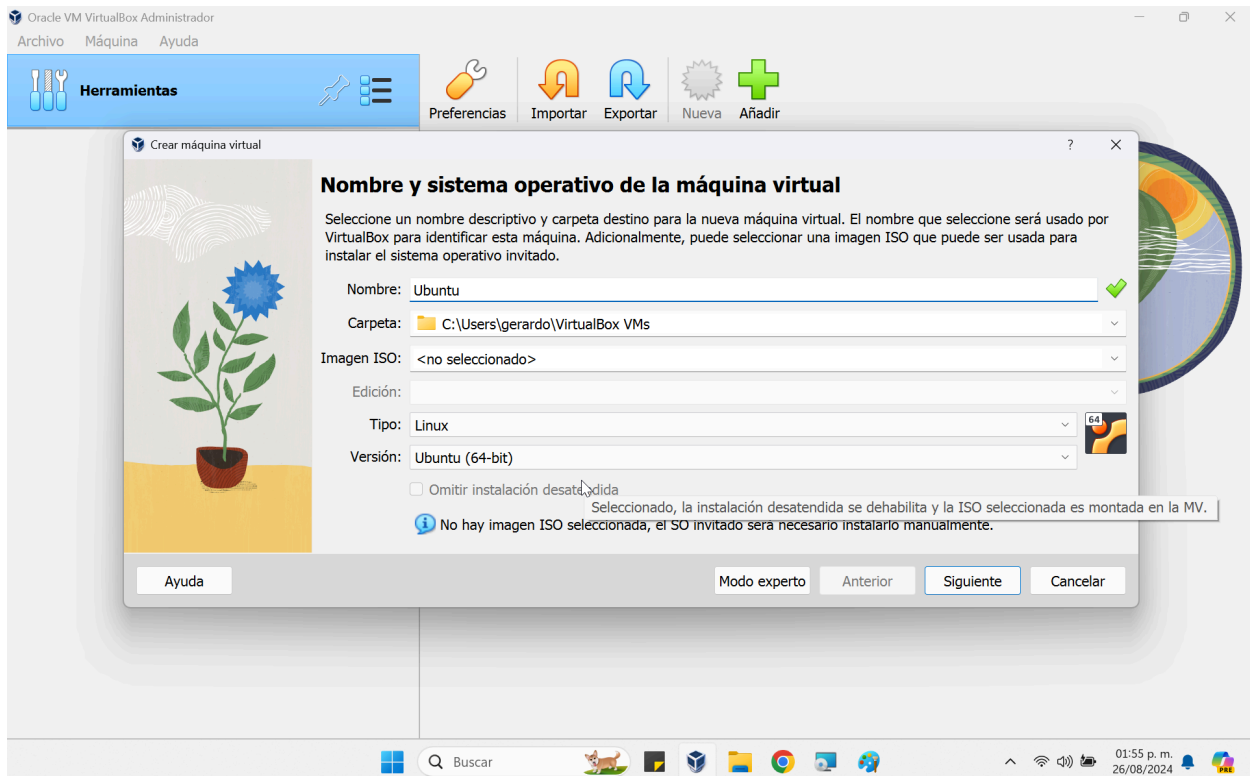 Oracle VM VirtualBox Administrador
Archivo Máquina Ayuda
Herramientas
Preferencias Importar Exportar Nueva Añadir
Crear máquina virtual ?
Nombre y sistema operativo de la máquina virtual
Seleccione un nombre descriptivo y carpeta destino para la nueva máquina virtual. El nombre que seleccione será usado por
VirtualBox para identificar esta máquina. Adicionalmente, puede seleccionar una imagen ISO que puede ser usada para
instalar el sistema operativo invitado.
Nombre: Ubuntu
Carpeta: C:\Users\gerardo\VirtualBox VMs
Imagen ISO: <no seleccionado>
Edición:
Tipo: Linux
64
Versión: Ubuntu (64-bit)
Omitir instalación desatendida
Seleccionado, la instalación desatendida se dehabilita y la ISO seleccionada es montada en la MV.
No hay imagen ISO seleccionada, el SO invitado será necesario instalarlo manualmente.
Ayuda Modo experto Anterior Siguiente Cancelar
Buscar
01:55 p. m.
26/08/2024
PRE